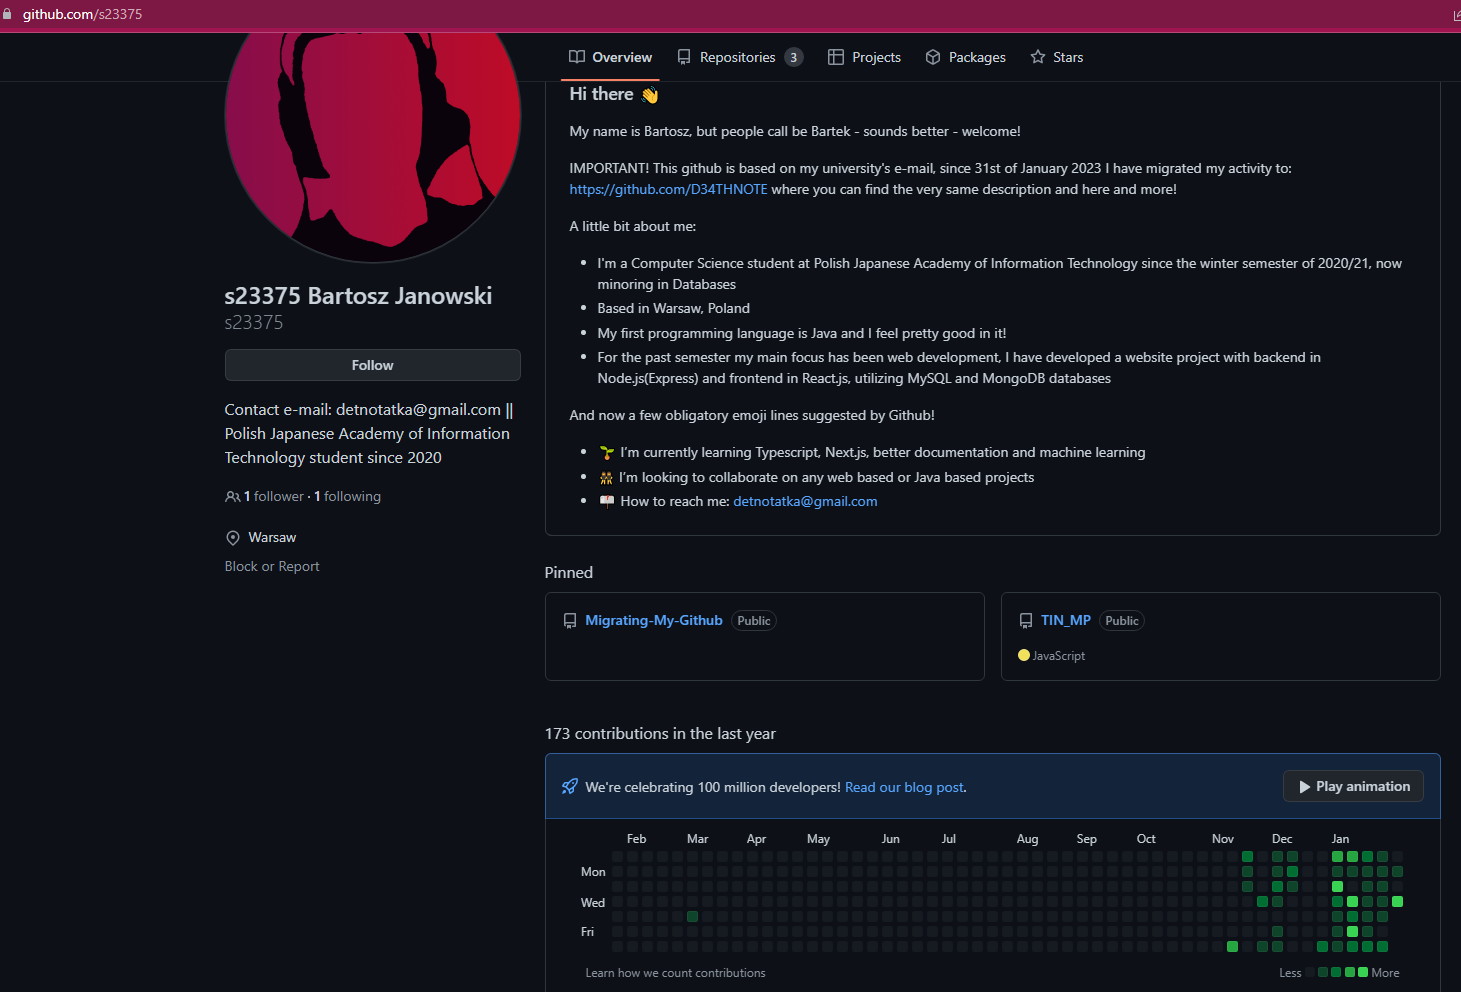 github.com/s23375
Overview
Repositories 3
Projects
Packages
Stars
s23375 Bartosz Janowski
s23375
Follow
Contact e-mail: detnotatka@gmail.com ||
Polish Japanese Academy of Information
Technology student since 2020
1 follower · 1 following
Warsaw
Block or Report
Hi there 👋
My name is Bartosz, but people call be Bartek - sounds better - welcome!
IMPORTANT! This github is based on my university's e-mail, since 31st of January 2023 I have migrated my activity to:
https://github.com/D34THNOTE where you can find the very same description and here and more!
A little bit about me:
• I'm a Computer Science student at Polish Japanese Academy of Information Technology since the winter semester of 2020/21, now
minoring in Databases
• Based in Warsaw, Poland
• My first programming language is Java and I feel pretty good in it!
• For the past semester my main focus has been web development, I have developed a website project with backend in
Node.js(Express) and frontend in React.js, utilizing MySQL and MongoDB databases
And now a few obligatory emoji lines suggested by Github!
• 🌱 I'm currently learning Typescript, Next.js, better documentation and machine learning
• 👯 I'm looking to collaborate on any web based or Java based projects
• 📫 How to reach me: detnotatka@gmail.com
Pinned
Migrating-My-Github Public
TIN_MP Public
JavaScript
173 contributions in the last year
We're celebrating 100 million developers! Read our blog post.
Play animation
Feb Mar Apr May Jun Jul Aug Sep Oct Nov Dec Jan
Mon
Wed
Fri
Learn how we count contributions
Less More